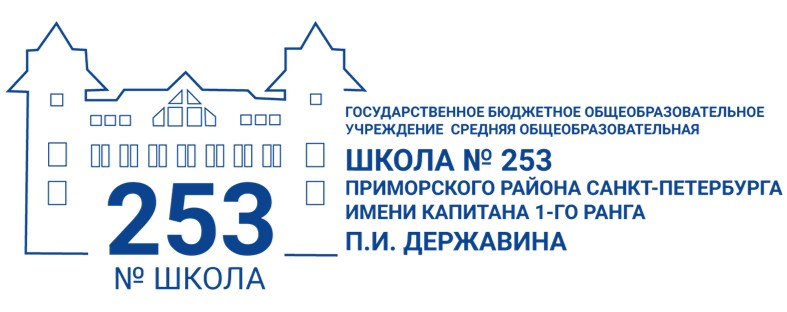 253
№ ШКОЛА
ГОСУДАРСТВЕННОЕ БЮДЖЕТНОЕ ОБЩЕОБРАЗОВАТЕЛЬНОЕ
УЧРЕЖДЕНИЕ СРЕДНЯЯ ОБЩЕОБРАЗОВАТЕЛЬНАЯ
ШКОЛА № 253
ПРИМОРСКОГО РАЙОНА САНКТ-ПЕТЕРБУРГА
ИМЕНИ КАПИТАНА 1-ГО РАНГА
П.И. ДЕРЖАВИНА